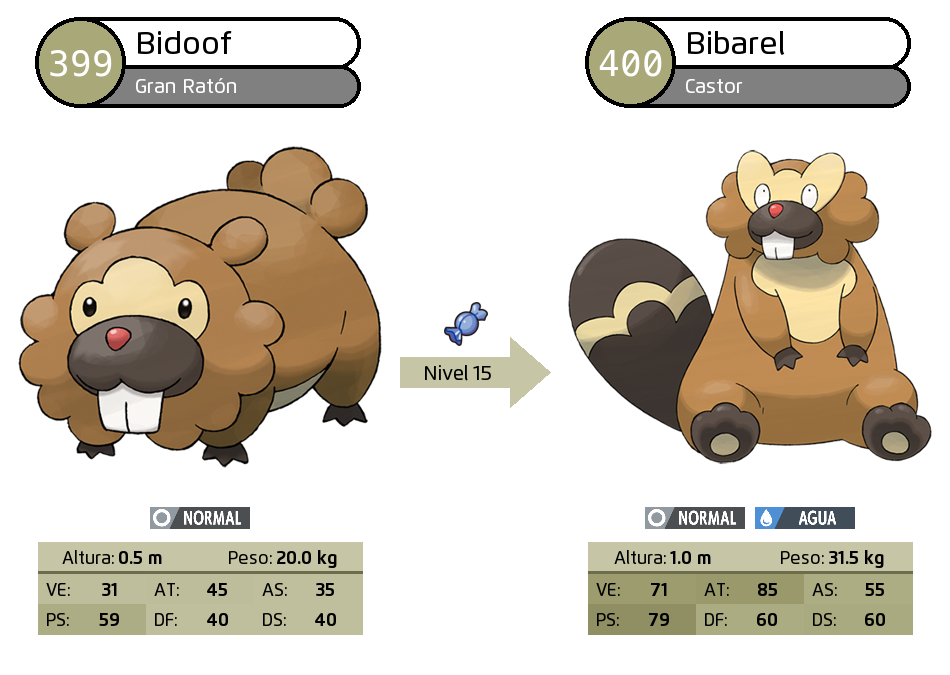 399
Bidoof
Gran Ratón
400
Bibarel
Castor
Nivel 15
NORMAL
NORMAL AGUA
Altura: 0.5 m Peso: 20.0 kg
VE: 31 AT: 45 AS: 35
PS: 59 DF: 40 DS: 40
Altura: 1.0 m Peso: 31.5 kg
VE: 71 AT: 85 AS: 55
PS: 79 DF: 60 DS: 60